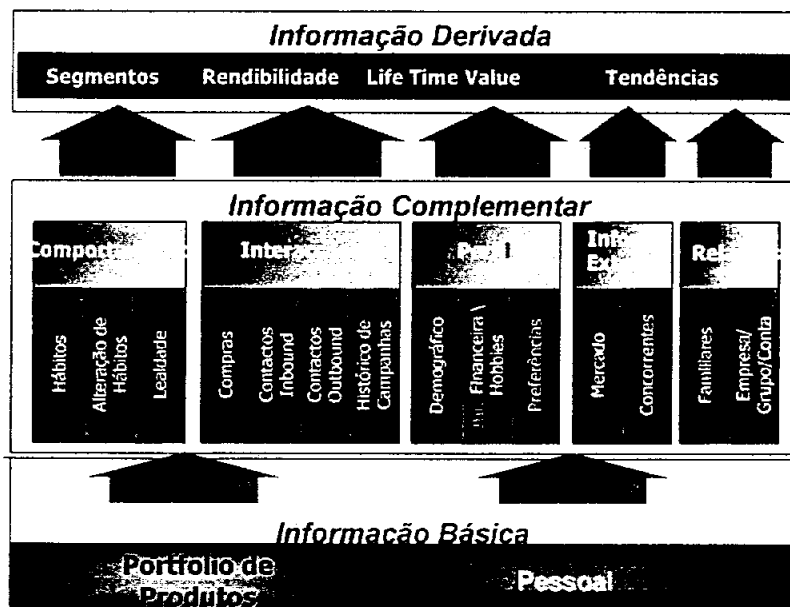 Informação Derivada
Segmentos Rendibilidade Life Time Value Tendências
Informação Complementar
Hábitos
Alteração de
Hábitos
Lealdade
Compras
Contactos
Inbound
Contactos
Outbound
Histórico de
Campanhas
Demográfico
Financeira \
Hobbies
Preferências
Mercado
Concorrentes
Familiares
Empresa/
Grupo/Conta
Informação Básica
Portfolio de
Produtos
Pessoal